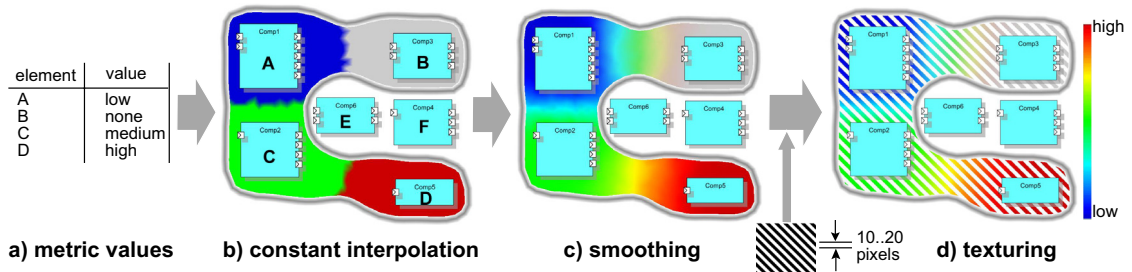 element value
A low
B none
C medium
D high
a) metric values
Comp1
A
Comp3
B
Comp6
E
Comp4
F
Comp2
C
Comp5
D
b) constant interpolation
Comp1
Comp3
Comp6
Comp4
Comp2
Comp5
c) smoothing
10..20
pixels
Comp1
Comp3
Comp6
Comp4
Comp2
Comp5
d) texturing
high
low